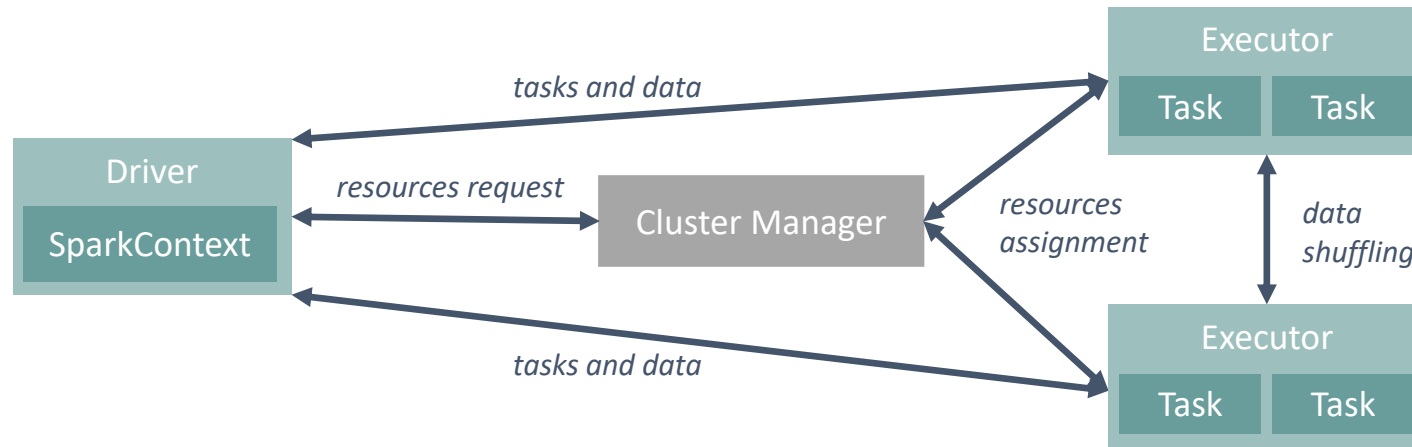 Executor
Task Task
tasks and data
Driver
SparkContext
resources request
Cluster Manager
resources
assignment
data
shuffling
tasks and data
Executor
Task Task